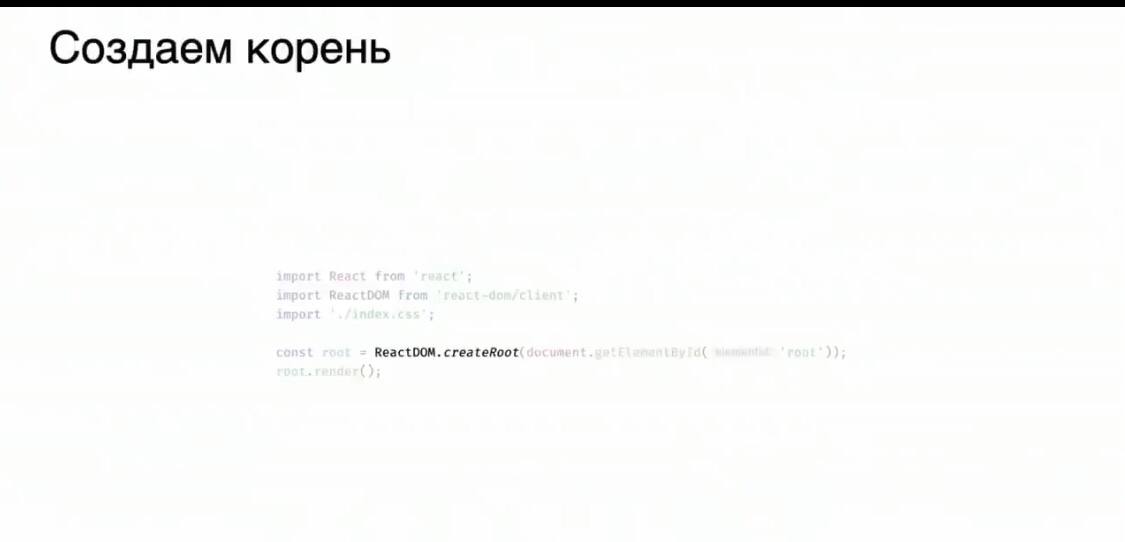 Создаем корень
import React from 'react';
import ReactDOM from 'react-dom/client';
import './index.css';
const root = ReactDOM.createRoot(document.getElementById( elementId: 'root'));
root.render();